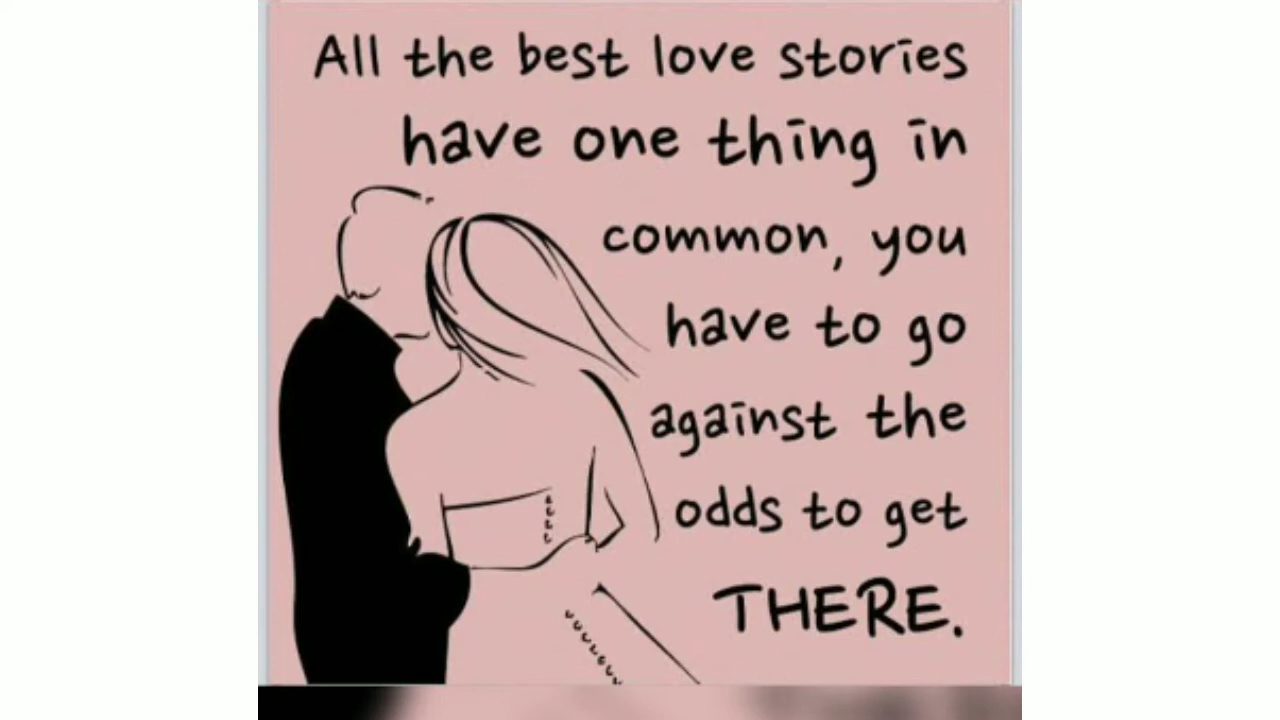 All the best love stories
have one thing in
common, you
have to go
against the
odds to get
THERE.